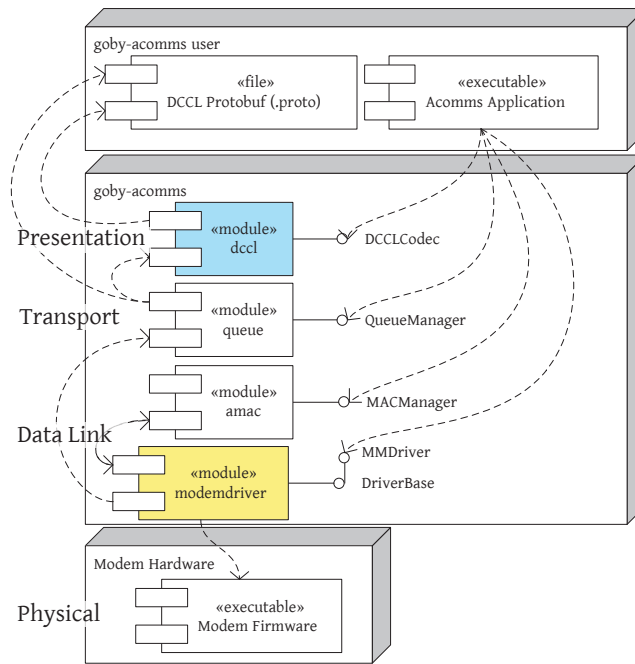 goby-acomms user
«file»
DCCL Protobuf (.proto)
«executable»
Acomms Application
goby-acomms
Presentation
«module»
dccl
DCCLCodec
Transport
«module»
queue
QueueManager
«module»
amac
MACManager
Data Link
«module»
modemdriver
MMDriver
DriverBase
Modem Hardware
Physical
«executable»
Modem Firmware